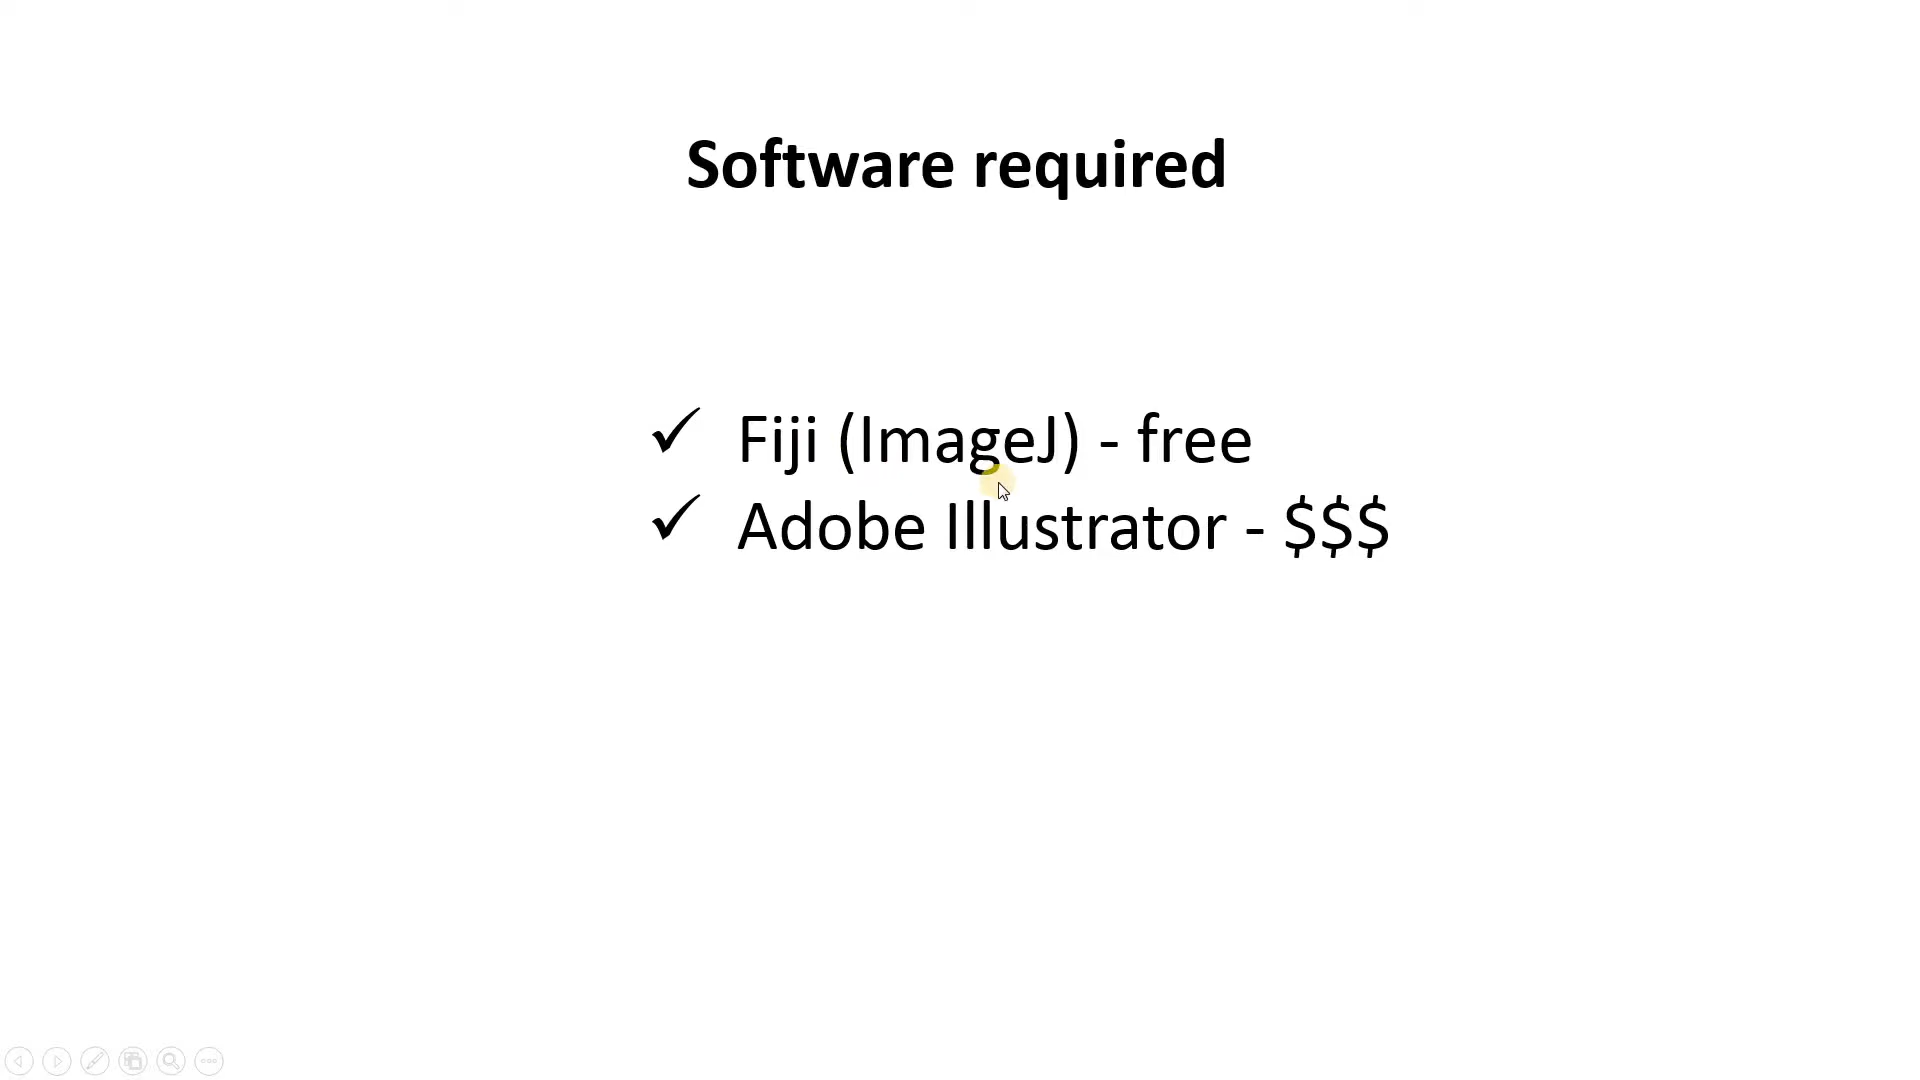 Software required
✓ Fiji (ImageJ) - free
✓ Adobe Illustrator - $$$